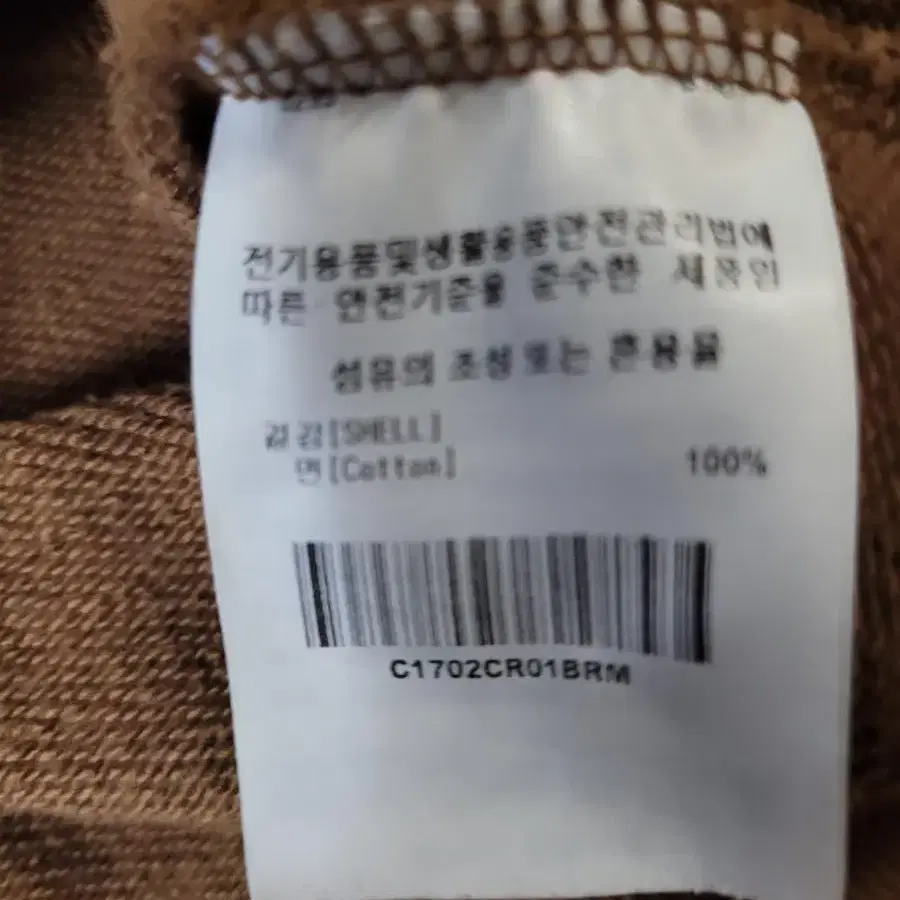 전기용품및생활용품안전관리법에
따른 안전기준을 준수한 제품임
섬유의 조성 또는 혼용율
겉감[SHELL]
면[Cotton] 100%
C1702CR01BRM